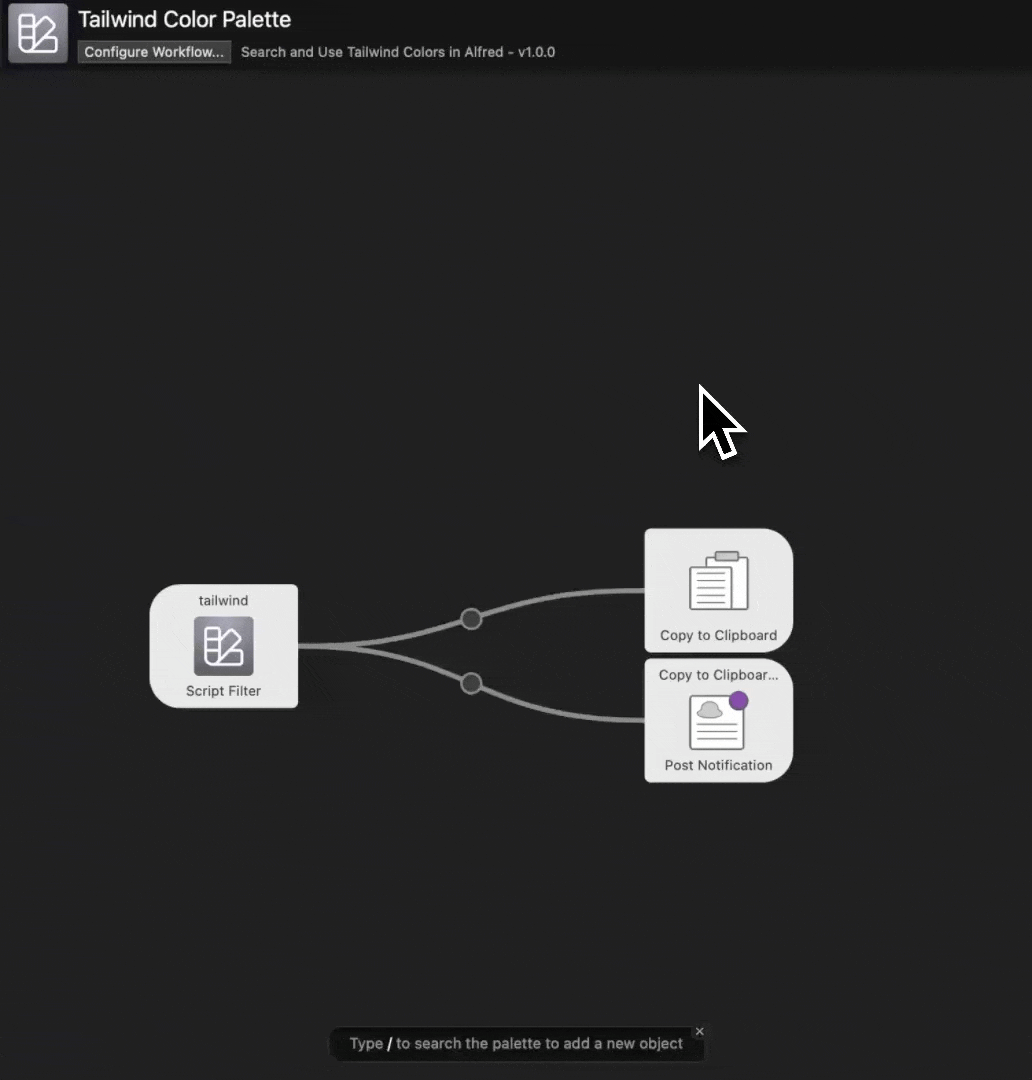 Tailwind Color Palette
Configure Workflow... Search and Use Tailwind Colors in Alfred - v1.0.0
tailwind
Script Filter
Copy to Clipboard
Copy to Clipboar...
Post Notification
Type / to search the palette to add a new object